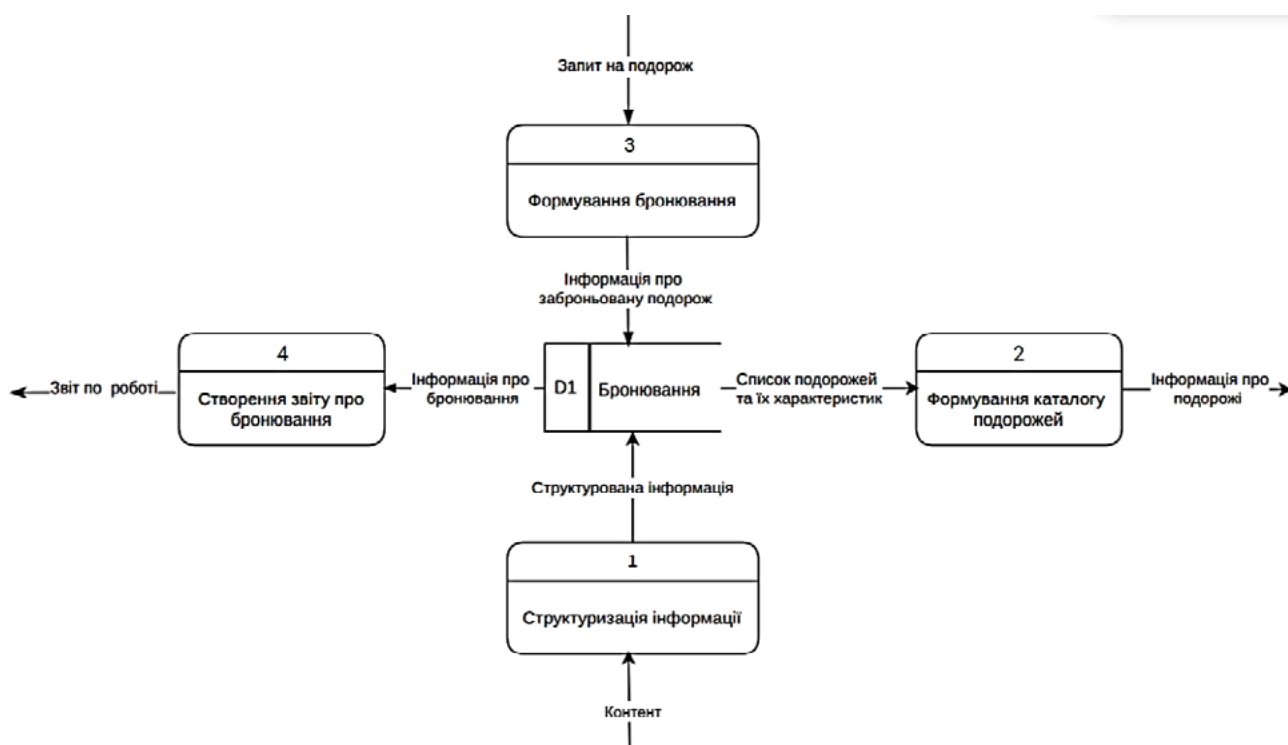 Запит на подорож
3
Формування бронювання
Інформація про
заброньовану подорож
4
Створення звіту про
бронювання
Звіт по роботі
Інформація про
бронювання
D1
Бронювання
Список подорожей
та їх характеристик
2
Формування каталогу
подорожей
Інформація про
подорожі
Структурована інформація
1
Структуризація інформації
Контент